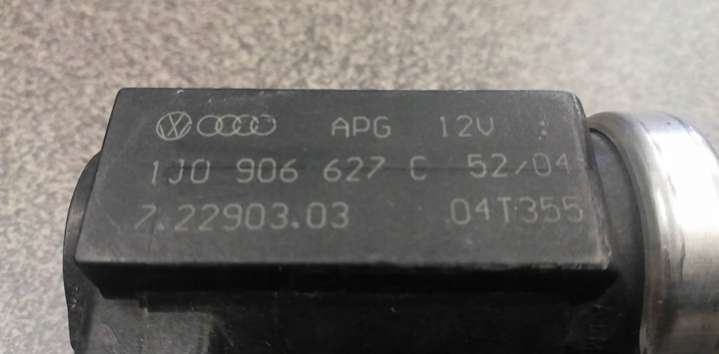 APG 12V :
1J0 906 627 C 52/04
7.22903.03 04T355